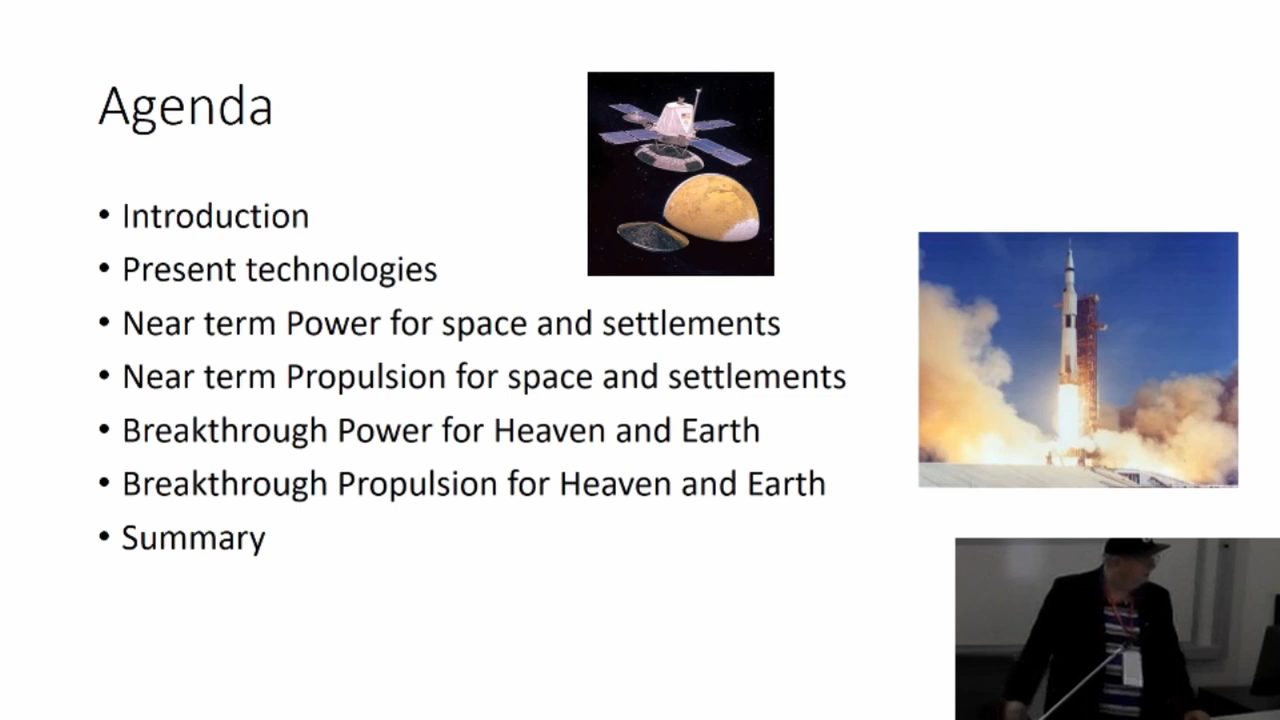 Agenda
• Introduction
• Present technologies
• Near term Power for space and settlements
• Near term Propulsion for space and settlements
• Breakthrough Power for Heaven and Earth
• Breakthrough Propulsion for Heaven and Earth
• Summary